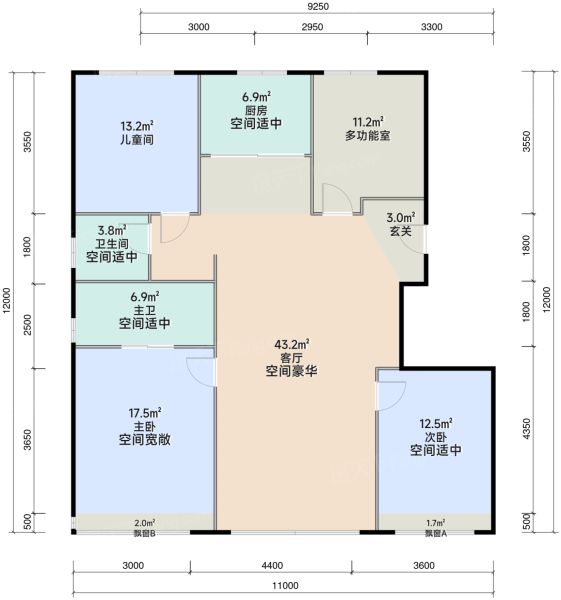 9250
3000
2950
3300
6.9㎡
厨房
空间适中
13.2㎡
儿童间
11.2㎡
多功能室
3550
3550
3.8㎡
卫生间
空间适中
3.0㎡
玄关
1800
1800
12000
12000
6.9㎡
主卫
空间适中
2500
1800
43.2㎡
客厅
空间豪华
17.5㎡
主卧
空间宽敞
12.5㎡
次卧
空间适中
3650
4350
2.0㎡
飘窗B
1.7㎡
飘窗A
500
500
3000
4400
3600
11000